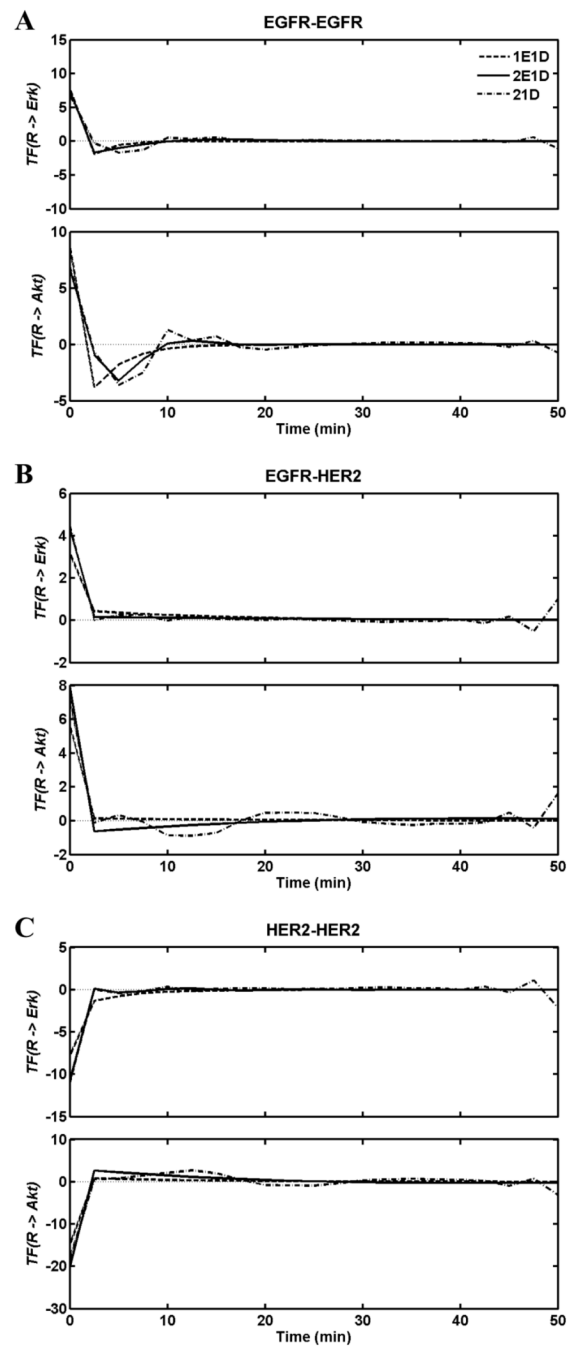 A
EGFR-EGFR
15
10
5
0
-5
-10
TF(R -> Erk)
1E1D
2E1D
21D
10
5
0
-5
TF(R -> Akt)
0 10 20 30 40 50
Time (min)
B
EGFR-HER2
6
4
2
0
-2
TF(R -> Erk)
8
6
4
2
0
-2
TF(R -> Akt)
0 10 20 30 40 50
Time (min)
C
HER2-HER2
5
0
-5
-10
-15
TF(R -> Erk)
10
0
-10
-20
-30
TF(R -> Akt)
0 10 20 30 40 50
Time (min)